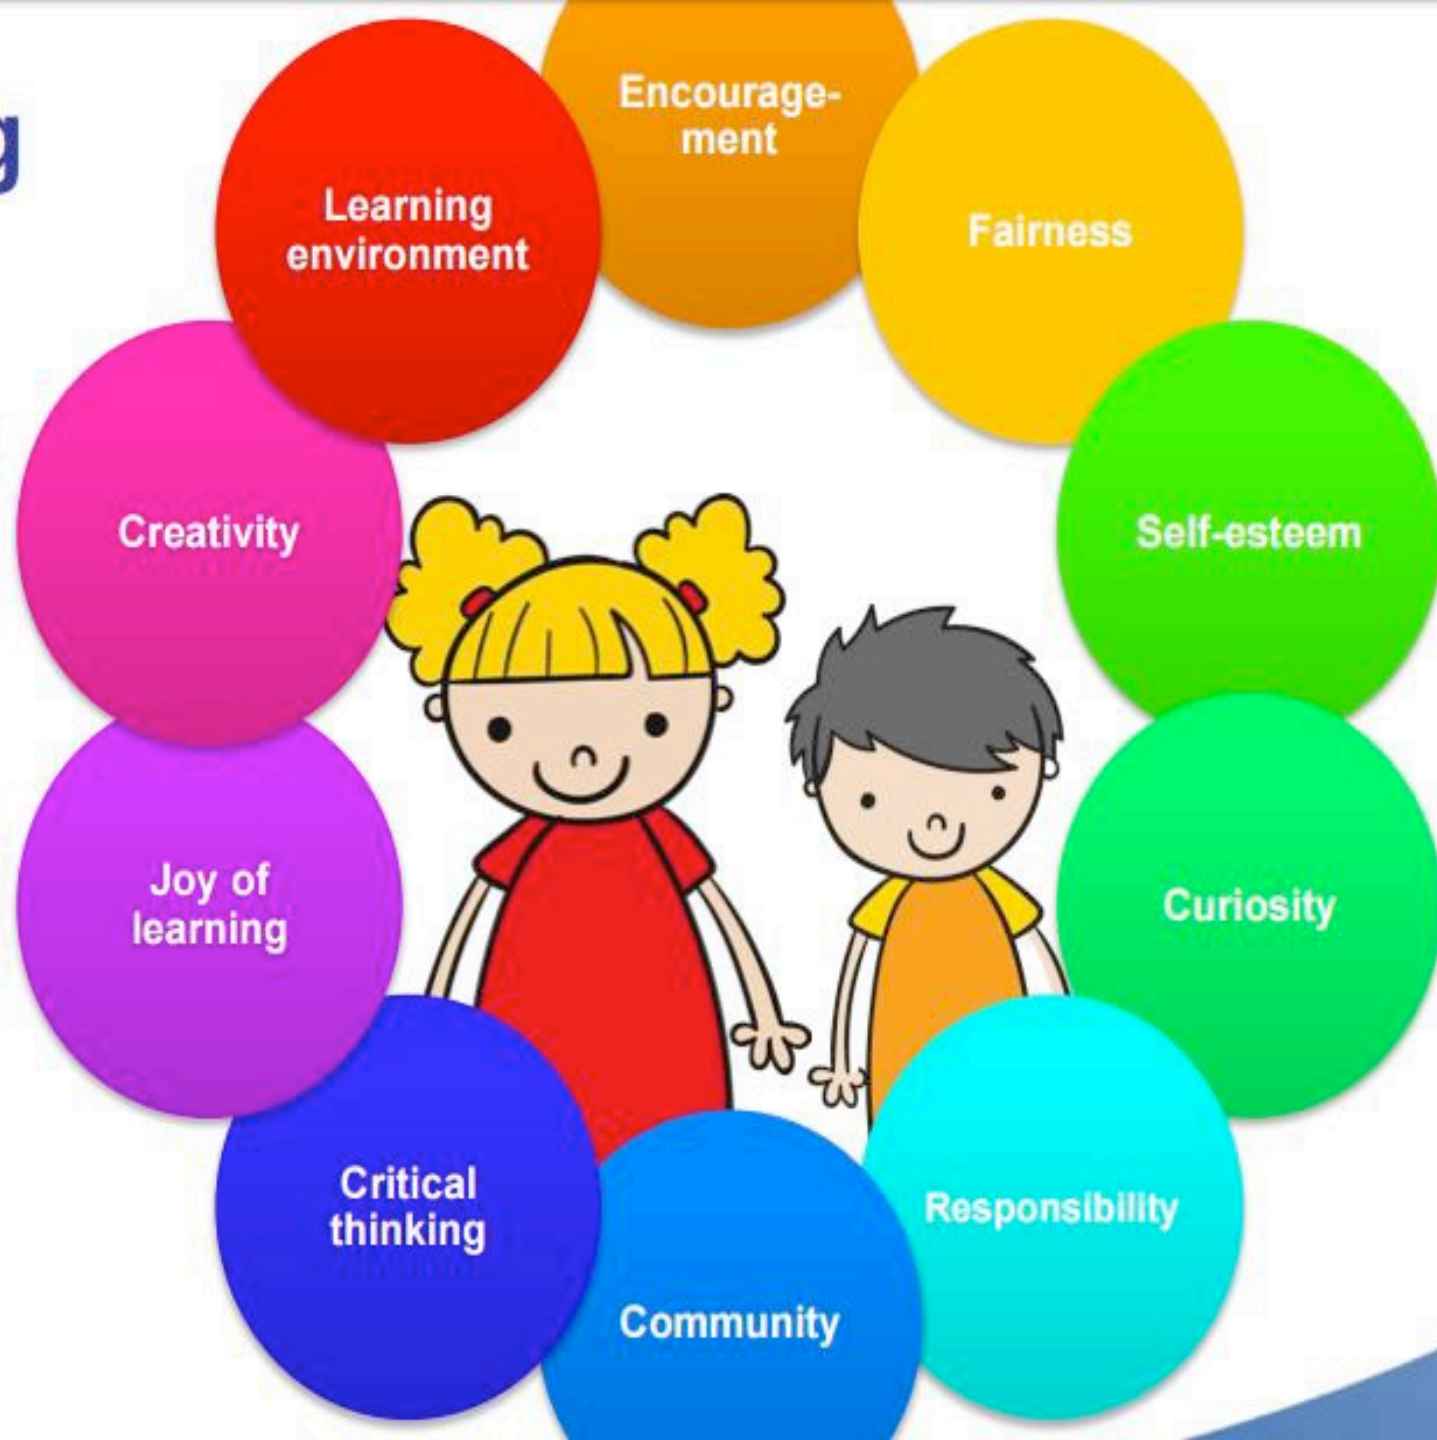 g
Encourage-
ment
Fairness
Self-esteem
Curiosity
Responsibility
Community
Critical
thinking
Joy of
learning
Creativity
Learning
environment